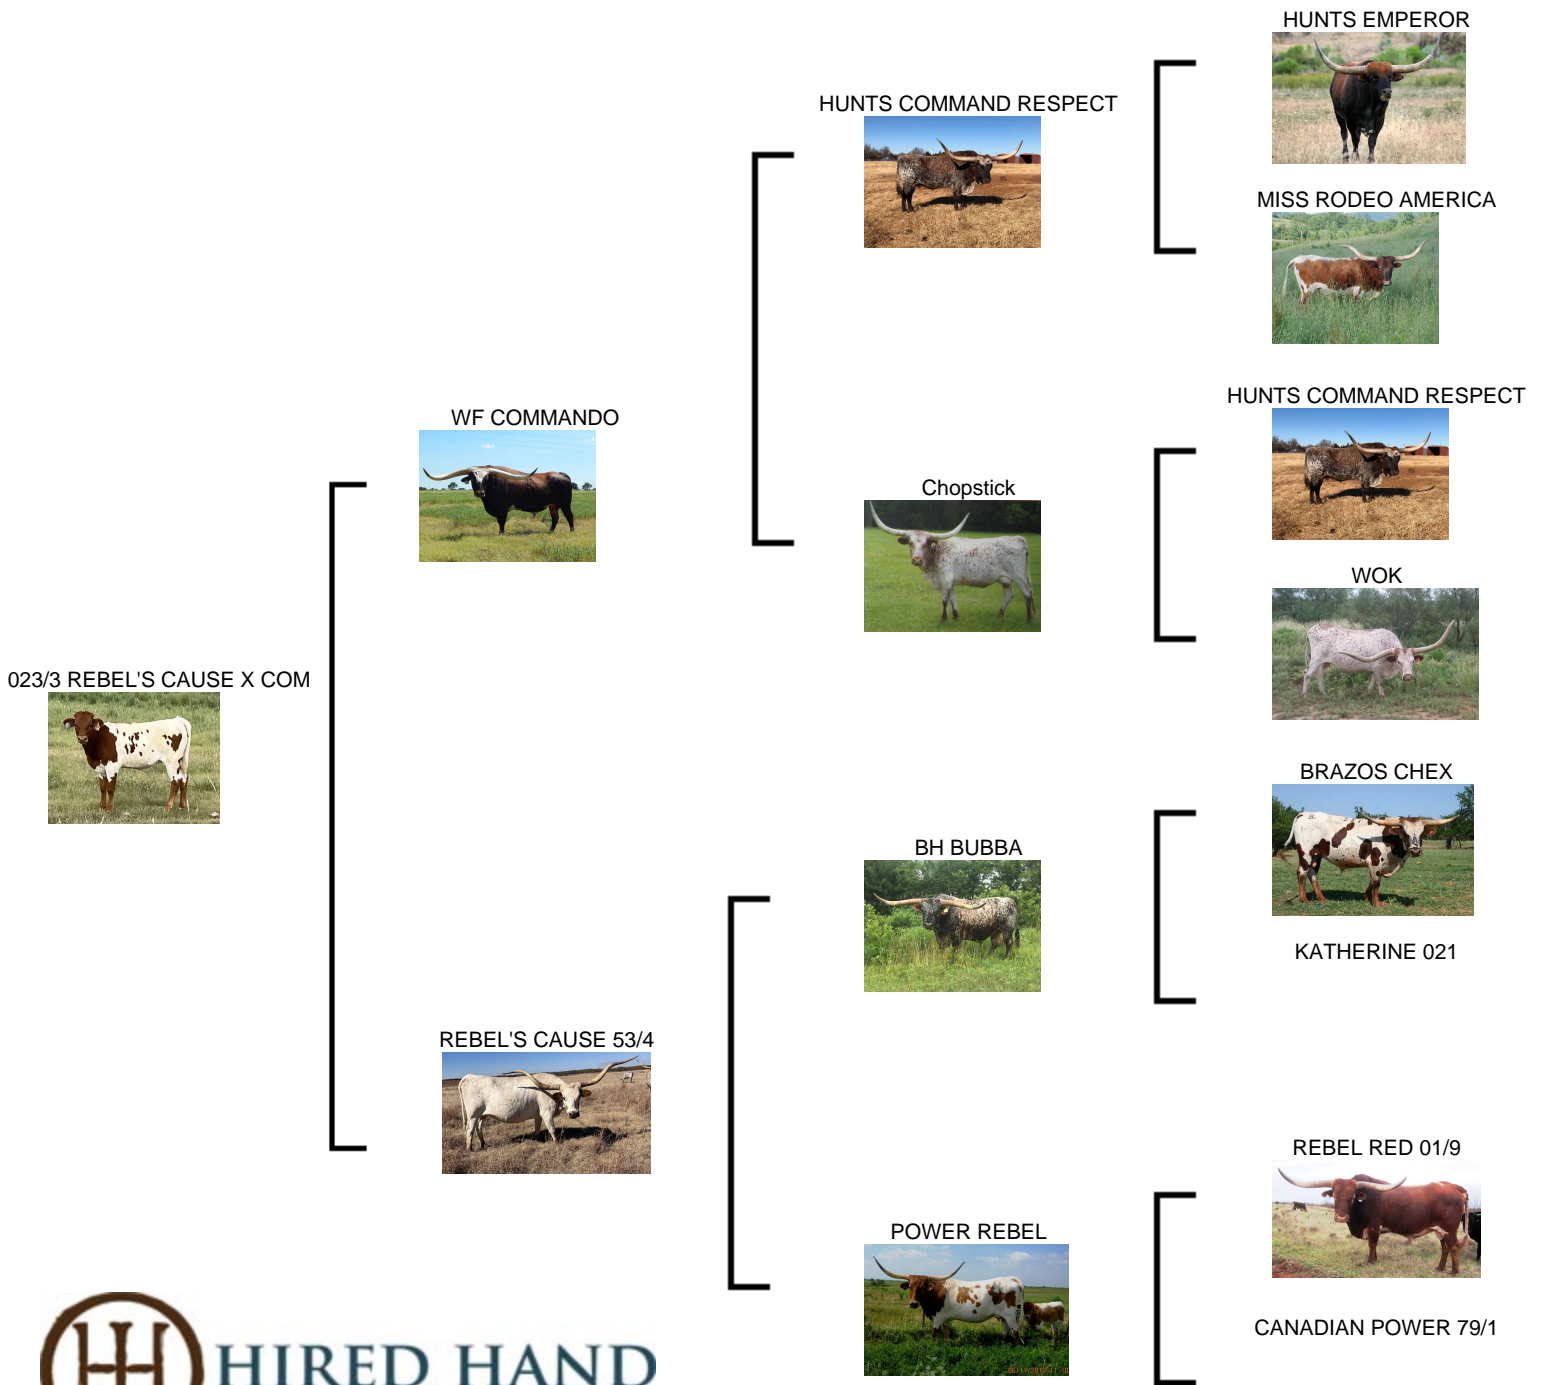 HUNTS EMPEROR
HUNTS COMMAND RESPECT
MISS RODEO AMERICA
HUNTS COMMAND RESPECT
WF COMMANDO
Chopstick
WOK
023/3 REBEL'S CAUSE X COM
BRAZOS CHEX
BH BUBBA
KATHERINE 021
REBEL'S CAUSE 53/4
REBEL RED 01/9
POWER REBEL
CANADIAN POWER 79/1
HIRED HAND